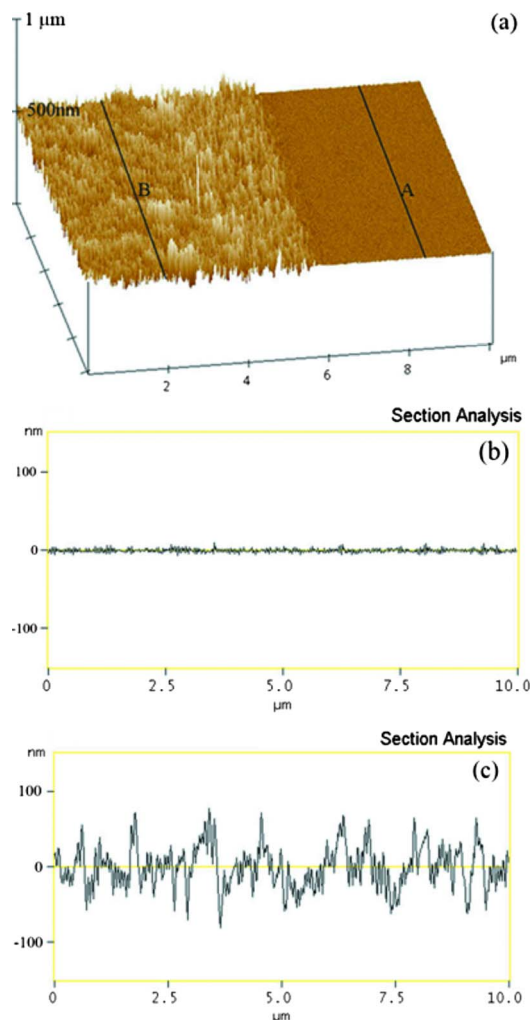 1 μm
(a)
500nm
B
A
2
4
6
8
μm
Section Analysis
nm
(b)
100
0
-100
0
2.5
5.0
7.5
10.0
μm
Section Analysis
nm
(c)
100
0
-100
0
2.5
5.0
7.5
10.0
μm